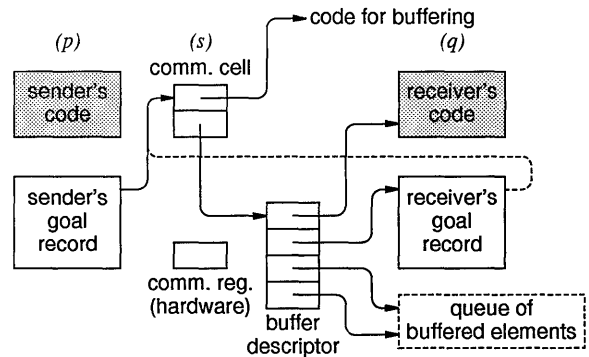 code for buffering
(p)
(s)
(q)
comm. cell
sender's
code
receiver's
code
sender's
goal
record
receiver's
goal
record
comm. reg.
(hardware)
buffer
descriptor
queue of
buffered elements